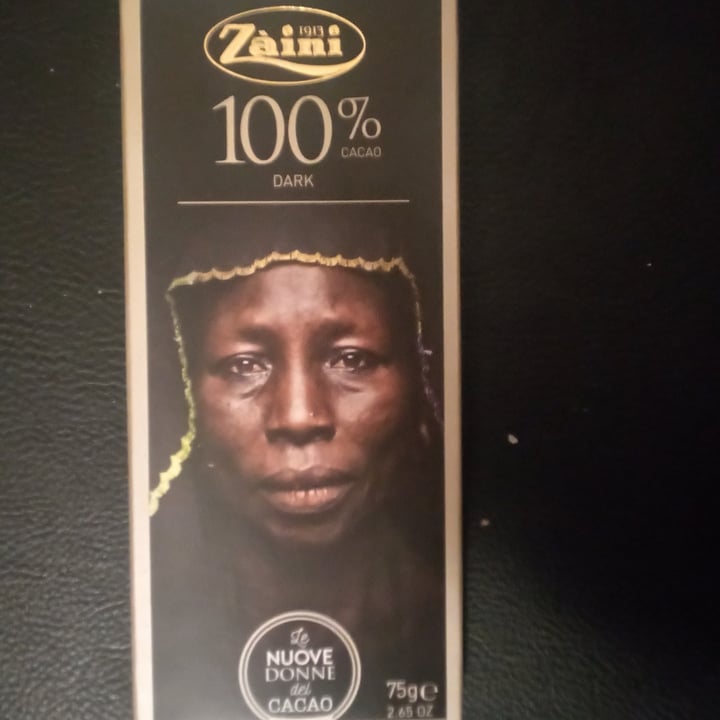 1913
Zàini
100%
CACAO
DARK
Le
NUOVE
DONNE
del
CACAO
75g e
2.65 OZ